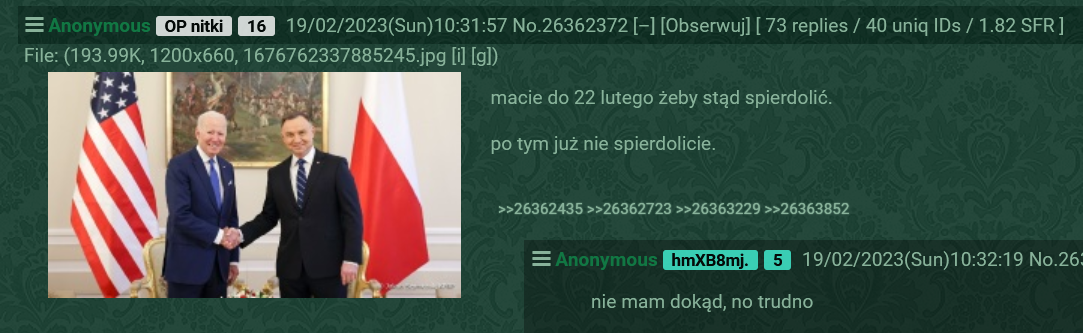 Anonymous OP nitki 16 19/02/2023(Sun)10:31:57 No.26362372 [–] [Obserwuj] [ 73 replies / 40 uniq IDs / 1.82 SFR ]
File: (193.99K, 1200x660, 1676762337885245.jpg [i] [g])
macie do 22 lutego żeby stąd spierdolić.
po tym już nie spierdolicie.
>>26362435 >>26362723 >>26363229 >>26363852
Anonymous hmXB8mj. 5 19/02/2023(Sun)10:32:19 No.263
nie mam dokąd, no trudno